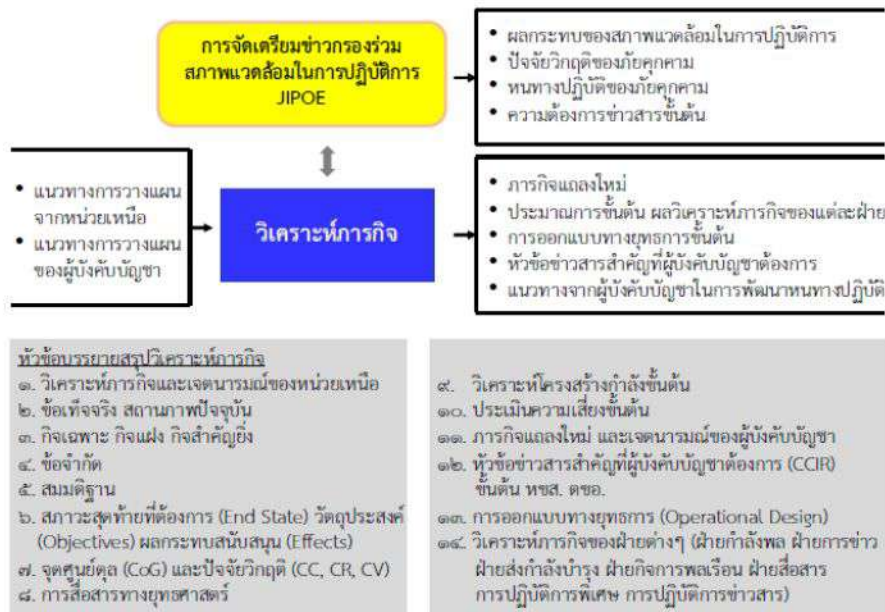 การจัดเตรียมข่าวกรองร่วม
สภาพแวดล้อมในการปฏิบัติการ
JIPOE
• ผลกระทบของสภาพแวดล้อมในการปฏิบัติการ
• ปัจจัยวิกฤติของภัยคุกคาม
• หนทางปฏิบัติของภัยคุกคาม
• ความต้องการข่าวสารขั้นต้น
• แนวทางการวางแผน
จากหน่วยเหนือ
• แนวทางการวางแผน
ของผู้บังคับบัญชา
วิเคราะห์ภารกิจ
• ภารกิจแถลงใหม่
• ประมาณการขั้นต้น ผลวิเคราะห์ภารกิจของแต่ละฝ่าย
• การออกแบบทางยุทธการขั้นต้น
• หัวข้อข่าวสารสำคัญที่ผู้บังคับบัญชาต้องการ
• แนวทางจากผู้บังคับบัญชาในการพัฒนาหนทางปฏิบัติ
หัวข้อบรรยายสรุปวิเคราะห์ภารกิจ
๑. วิเคราะห์ภารกิจและเจตนารมณ์ของหน่วยเหนือ
๒. ข้อเท็จจริง สถานภาพปัจจุบัน
๓. กิจเฉพาะ กิจแฝง กิจสำคัญยิ่ง
๔. ข้อจำกัด
๕. สมมติฐาน
๖. สภาวะสุดท้ายที่ต้องการ (End State) วัตถุประสงค์
(Objectives) ผลกระทบสนับสนุน (Effects)
๗. จุดศูนย์ดุล (CoG) และปัจจัยวิกฤติ (CC, CR, CV)
๘. การสื่อสารทางยุทธศาสตร์
๙. วิเคราะห์โครงสร้างกำลังขั้นต้น
๑๐. ประเมินความเสี่ยงขั้นต้น
๑๑. ภารกิจแถลงใหม่ และเจตนารมณ์ของผู้บังคับบัญชา
๑๒. หัวข้อข่าวสารสำคัญที่ผู้บังคับบัญชาต้องการ (CCIR)
ขั้นต้น หขส. ตขอ.
๑๓. การออกแบบทางยุทธการ (Operational Design)
๑๔. วิเคราะห์ภารกิจของฝ่ายต่างๆ (ฝ่ายกำลังพล ฝ่ายการข่าว
ฝ่ายส่งกำลังบำรุง ฝ่ายกิจการพลเรือน ฝ่ายสื่อสาร
การปฏิบัติการพิเศษ การปฏิบัติการข่าวสาร)